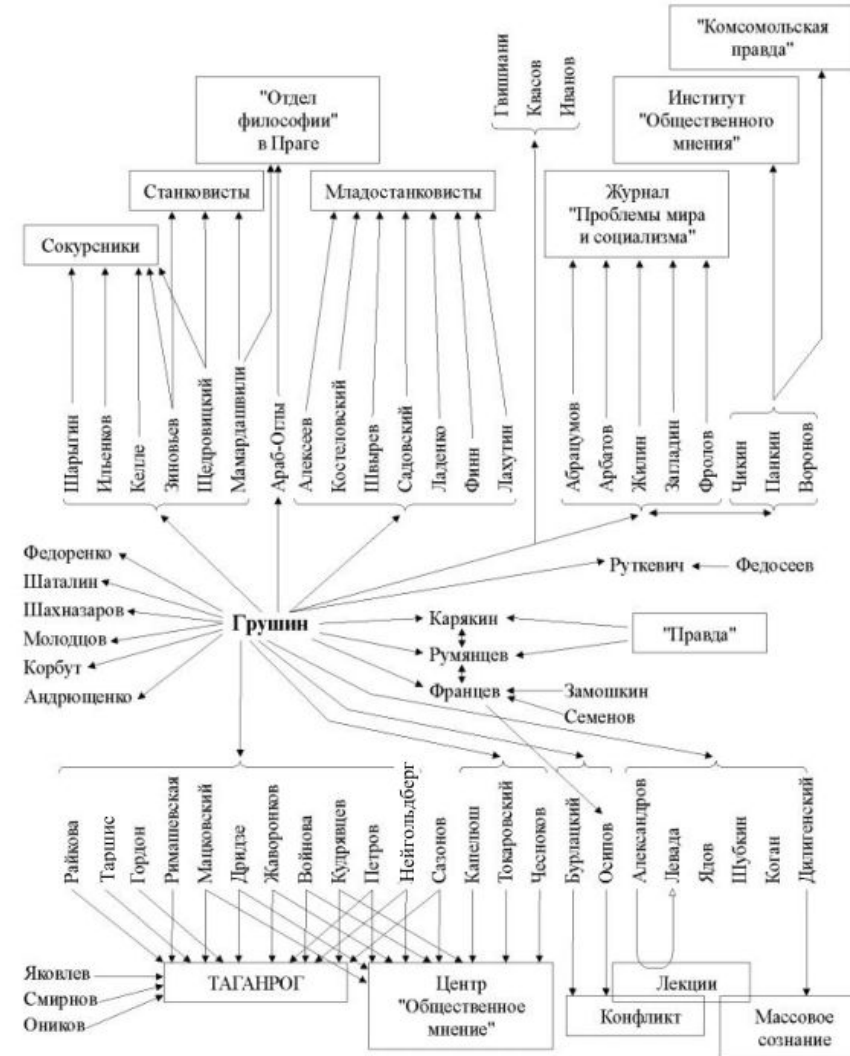 "Комсомольская
правда"
Гвишиани
Квасов
Иванов
"Отдел
философии"
в Праге
Институт
"Общественного
мнения"
Станковисты
Младостанковисты
Журнал
"Проблемы мира
и социализма"
Сокурсники
Шарыгин
Ильенков
Келле
Зиновьев
Щедровицкий
Мамардашвили
Араб-Оглы
Алексеев
Костеловский
Швырев
Садовский
Ладенко
Финн
Лахутин
Абрацумов
Арбатов
Жилин
Загладин
Фролов
Чикин
Панкин
Воронов
Федоренко
Шаталин
Шахназаров
Молодцов
Корбут
Андрющенко
Грушин
Руткевич
Федосеев
Карякин
Румянцев
Францев
"Правда"
Замошкин
Семенов
Райкова
Таршис
Гордон
Римашевская
Мацковский
Дридзе
Жаворонков
Войнова
Кудрявцев
Петров
Нейгольдберг
Сазонов
Капелюш
Токаровский
Чесноков
Бурлацкий
Осипов
Александров
Левада
Ядов
Шубкин
Коган
Дилигенский
Яковлев
Смирнов
Оников
ТАГАНРОГ
Центр
"Общественное
мнение"
Лекции
Конфликт
Массовое
сознание